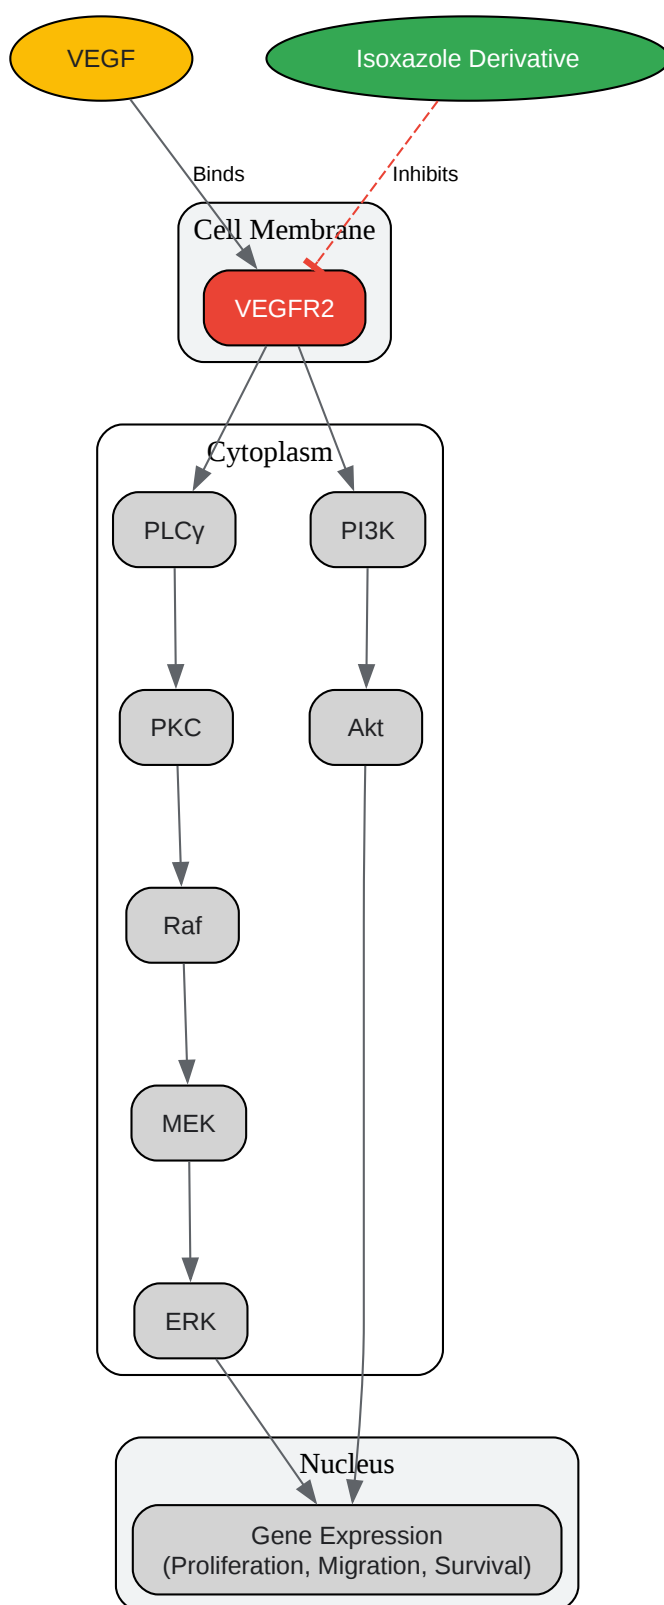 VEGF
Isoxazole Derivative
Binds
Inhibits
Cell Membrane
VEGFR2
Cytoplasm
PLCγ
PI3K
PKC
Akt
Raf
MEK
ERK
Nucleus
Gene Expression
(Proliferation, Migration, Survival)